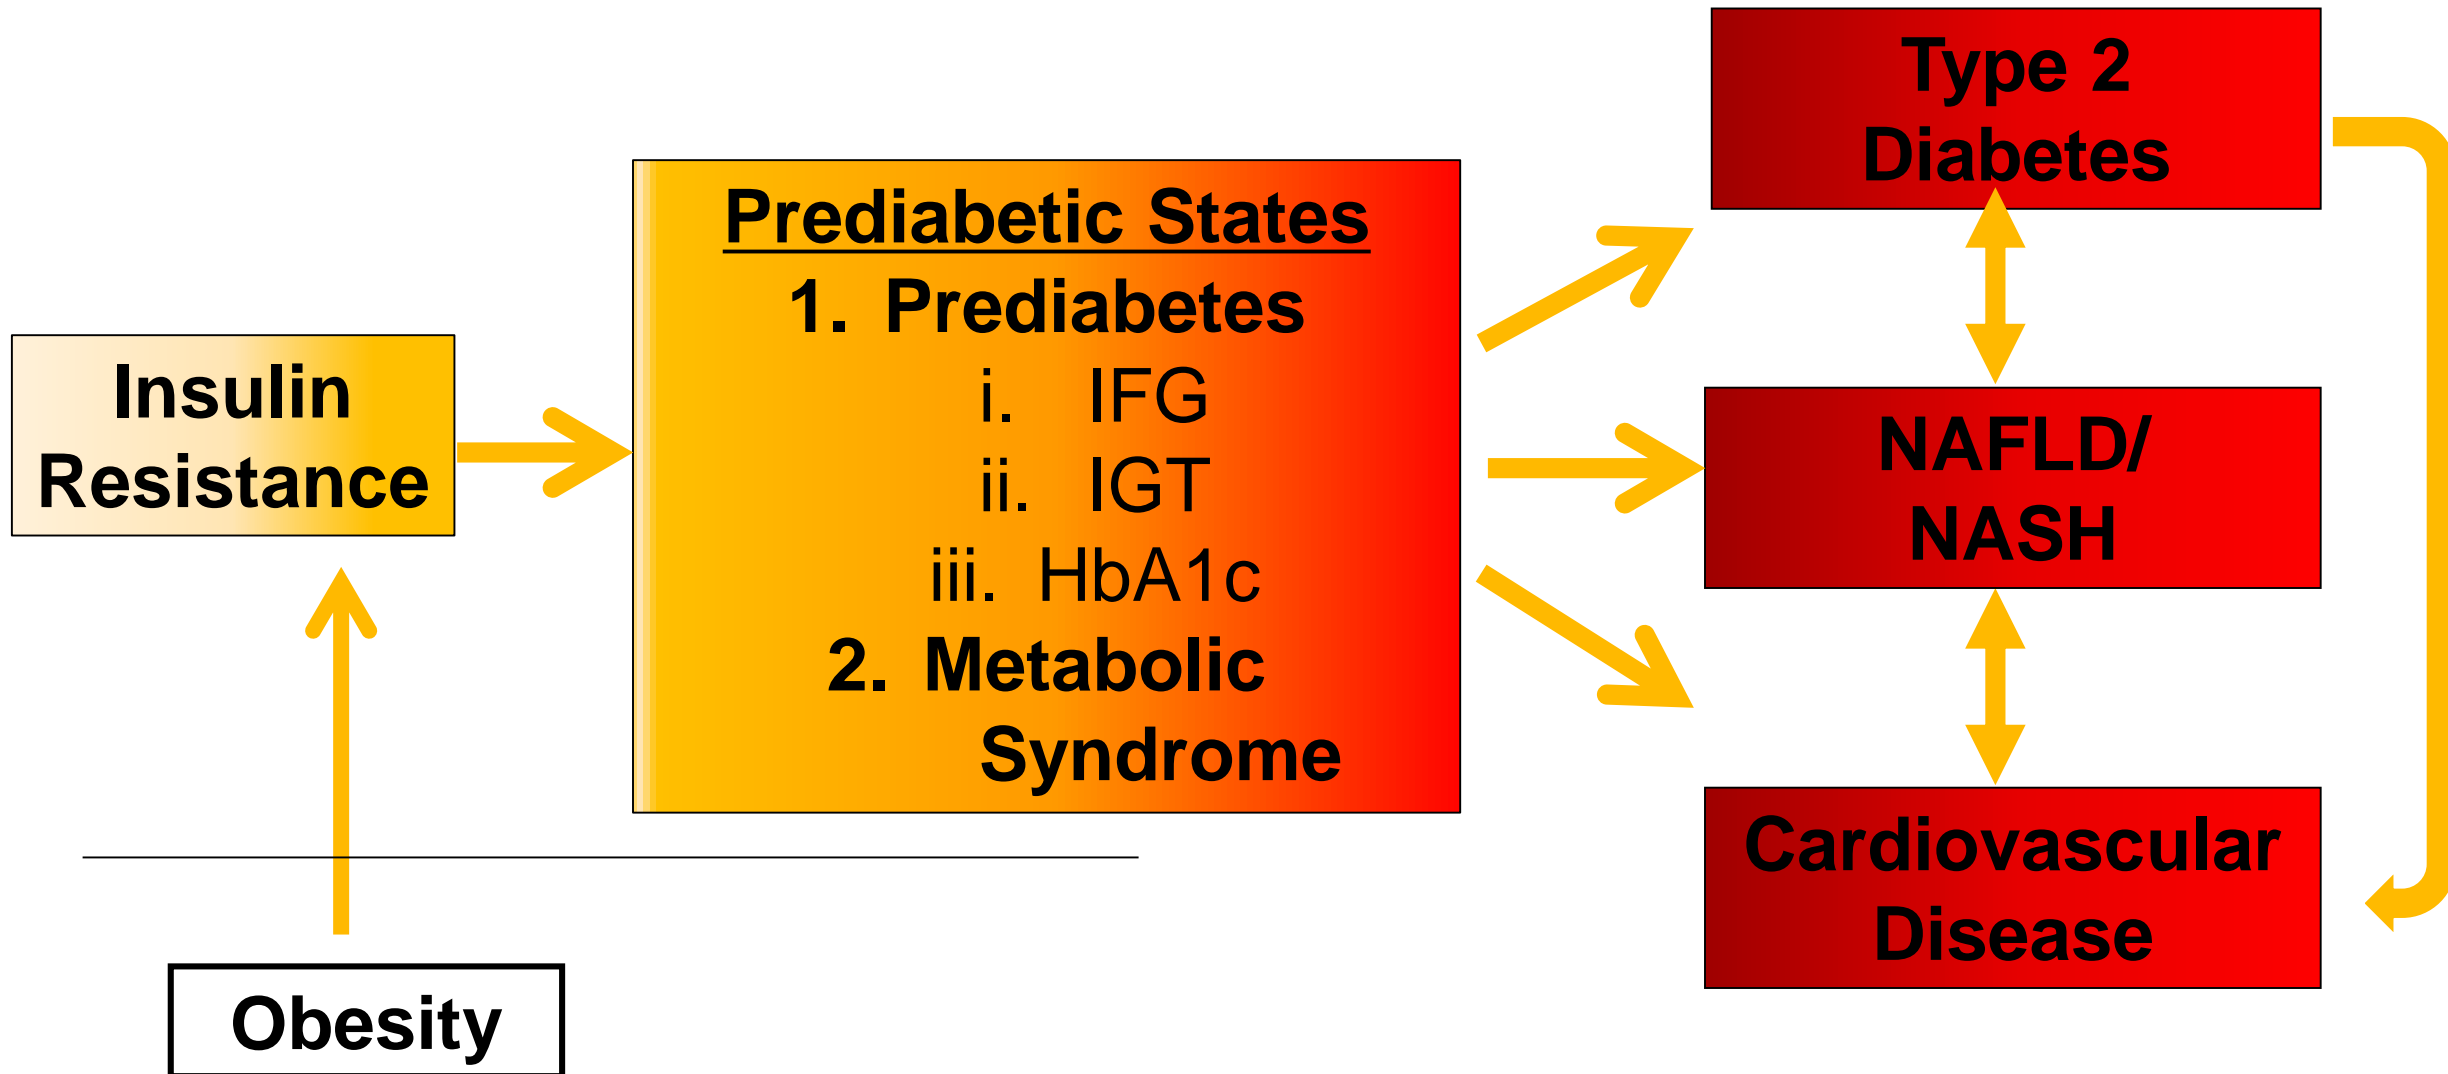 Type 2
Diabetes
Prediabetic States
1. Prediabetes
i. IFG
ii. IGT
iii. HbA1c
2. Metabolic
Syndrome
Insulin
Resistance
NAFLD/
NASH
Cardiovascular
Disease
Obesity